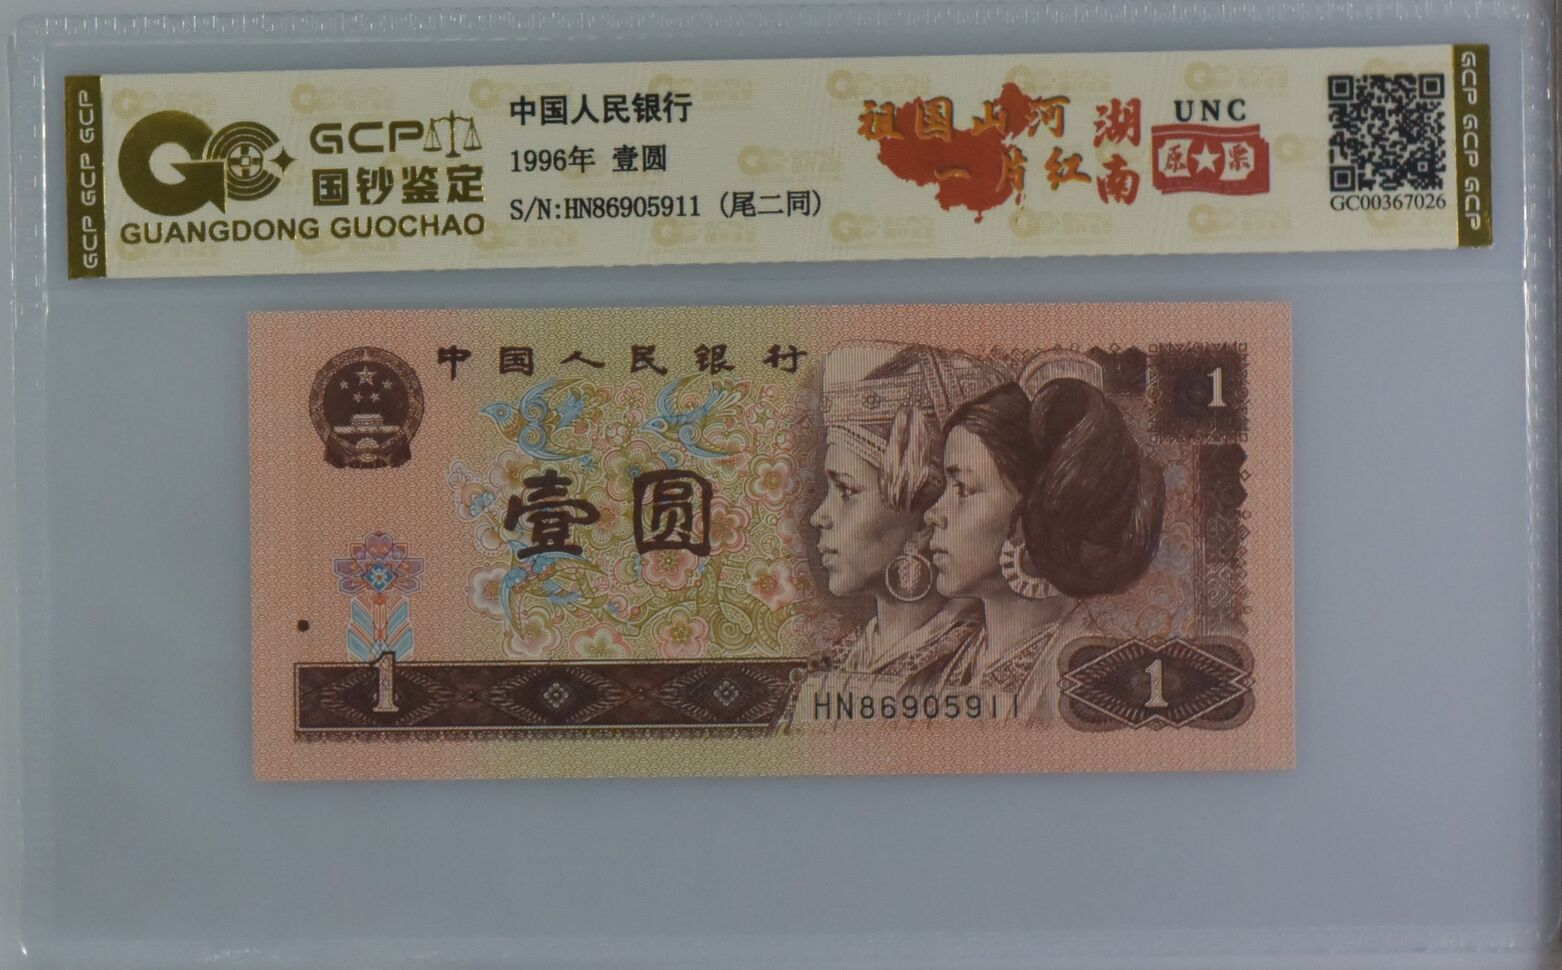 GCP GCP GCP
GCP
国钞鉴定
GUANGDONG GUOCHAO
中国人民银行
1996年 壹圆
S/N:HN86905911 (尾二同)
祖国山河
一片红
湖南
UNC
原票
GC00367026
GCP GCP GCP
中国人民银行
1
壹圆
1
HN86905911
1